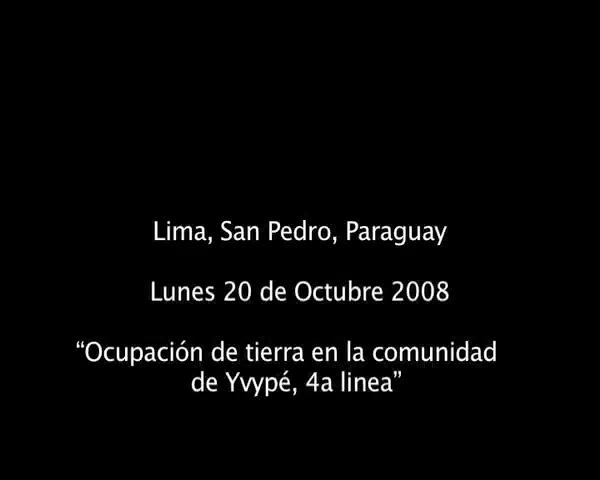 Lima, San Pedro, Paraguay
Lunes 20 de Octubre 2008
“Ocupación de tierra en la comunidad
de Yvypé, 4a linea”